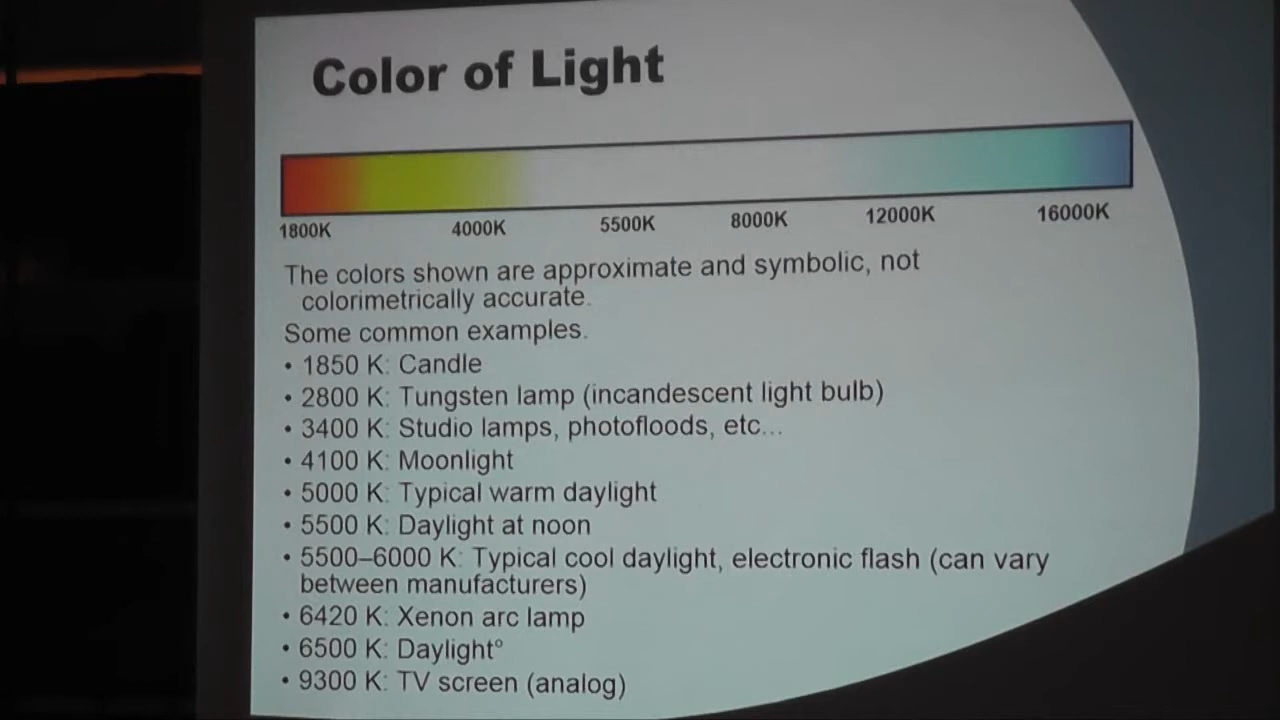 Color of Light
1800K 4000K 5500K 8000K 12000K 16000K
The colors shown are approximate and symbolic, not
colorimetrically accurate.
Some common examples.
• 1850 K: Candle
• 2800 K: Tungsten lamp (incandescent light bulb)
• 3400 K: Studio lamps, photofloods, etc...
• 4100 K: Moonlight
• 5000 K: Typical warm daylight
• 5500 K: Daylight at noon
• 5500–6000 K: Typical cool daylight, electronic flash (can vary
between manufacturers)
• 6420 K: Xenon arc lamp
• 6500 K: Daylight°
• 9300 K: TV screen (analog)